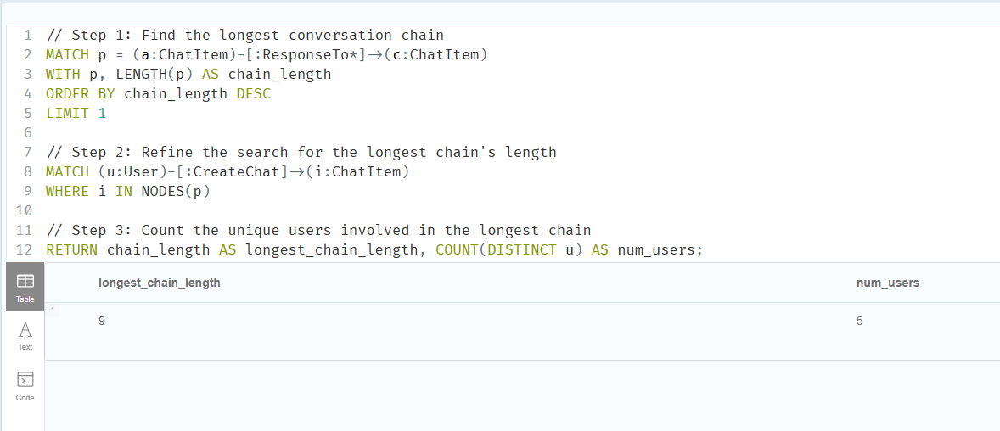 1 // Step 1: Find the longest conversation chain
2 MATCH p = (a:ChatItem)-[:ResponseTo*]->(c:ChatItem)
3 WITH p, LENGTH(p) AS chain_length
4 ORDER BY chain_length DESC
5 LIMIT 1
6
7 // Step 2: Refine the search for the longest chain's length
8 MATCH (u:User)-[:CreateChat]->(i:ChatItem)
9 WHERE i IN NODES(p)
10
11 // Step 3: Count the unique users involved in the longest chain
12 RETURN chain_length AS longest_chain_length, COUNT(DISTINCT u) AS num_users;
Table
longest_chain_length num_users
1
9 5
Text
Code